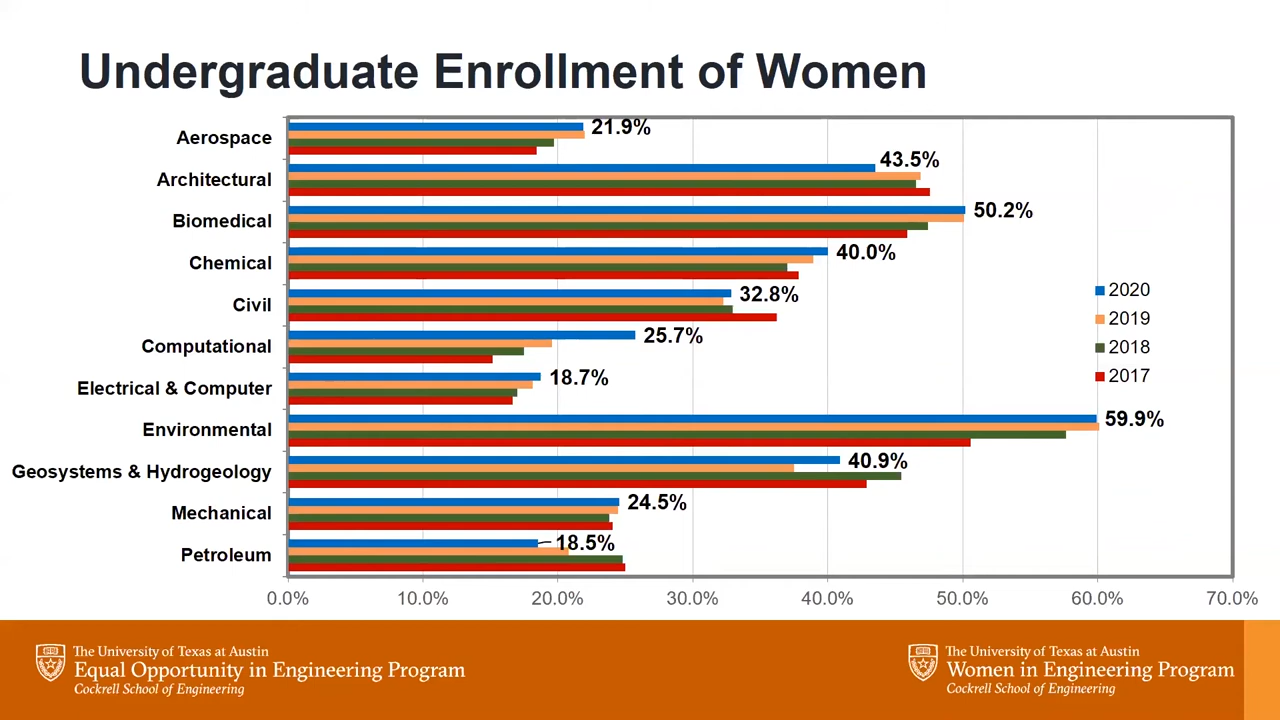 Undergraduate Enrollment of Women
Aerospace
21.9%
Architectural
43.5%
Biomedical
50.2%
Chemical
40.0%
Civil
32.8%
Computational
25.7%
Electrical & Computer
18.7%
Environmental
59.9%
Geosystems & Hydrogeology
40.9%
Mechanical
24.5%
Petroleum
18.5%
2020
2019
2018
2017
0.0% 10.0% 20.0% 30.0% 40.0% 50.0% 60.0% 70.0%
The University of Texas at Austin
Equal Opportunity in Engineering Program
Cockrell School of Engineering
The University of Texas at Austin
Women in Engineering Program
Cockrell School of Engineering